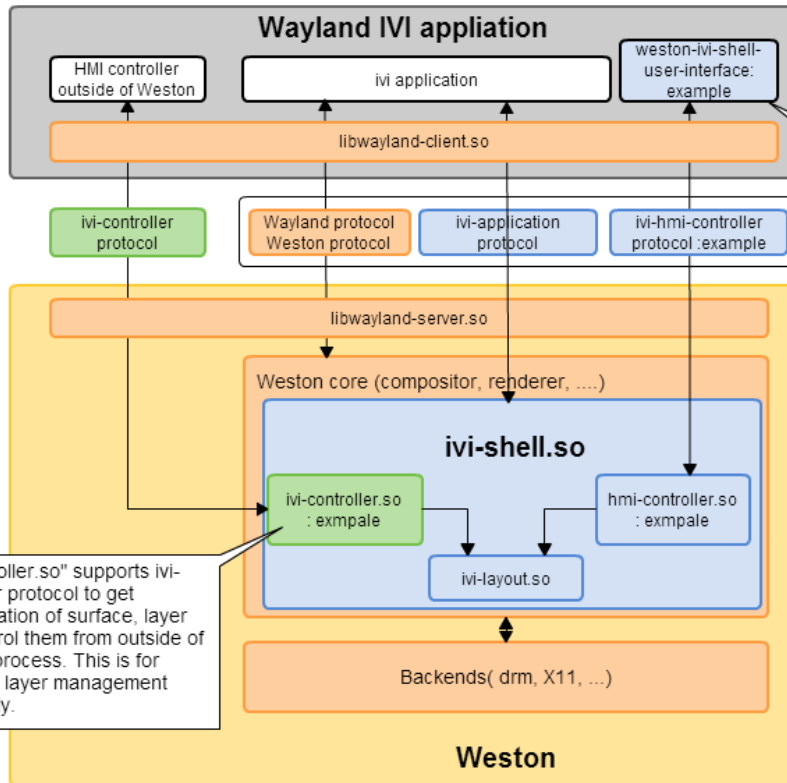 Wayland IVI appliation
HMI controller
outside of Weston
ivi application
weston-ivi-shell-
user-interface:
example
libwayland-client.so
ivi-controller
protocol
Wayland protocol
Weston protocol
ivi-application
protocol
ivi-hmi-controller
protocol :example
libwayland-server.so
Weston core (compositor, renderer, ....)
ivi-shell.so
ivi-controller.so
: exmpale
hmi-controller.so
: exmpale
ivi-layout.so
oller.so" supports ivi-
r protocol to get
ation of surface, layer
rol them from outside of
process. This is for
layer management
y.
Backends( drm, X11, ...)
Weston